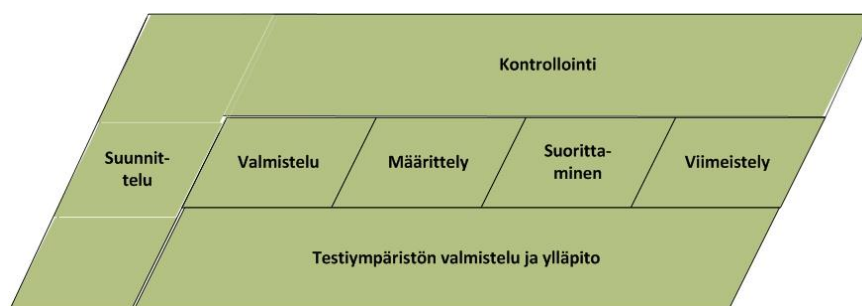 Kontrollointi
Suunnit-
telu
Valmistelu
Määrittely
Suoritta-
minen
Viimeistely
Testiympäristön valmistelu ja ylläpito